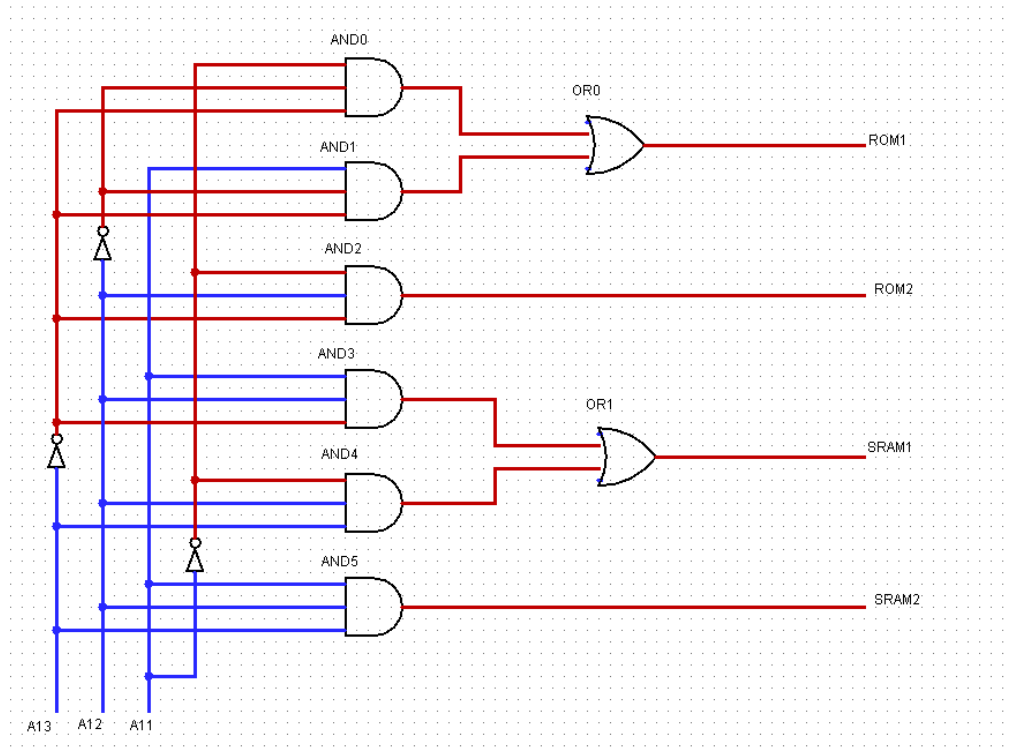 AND0
OR0
ROM1
AND1
AND2
ROM2
AND3
OR1
SRAM1
AND4
AND5
SRAM2
A13
A12
A11